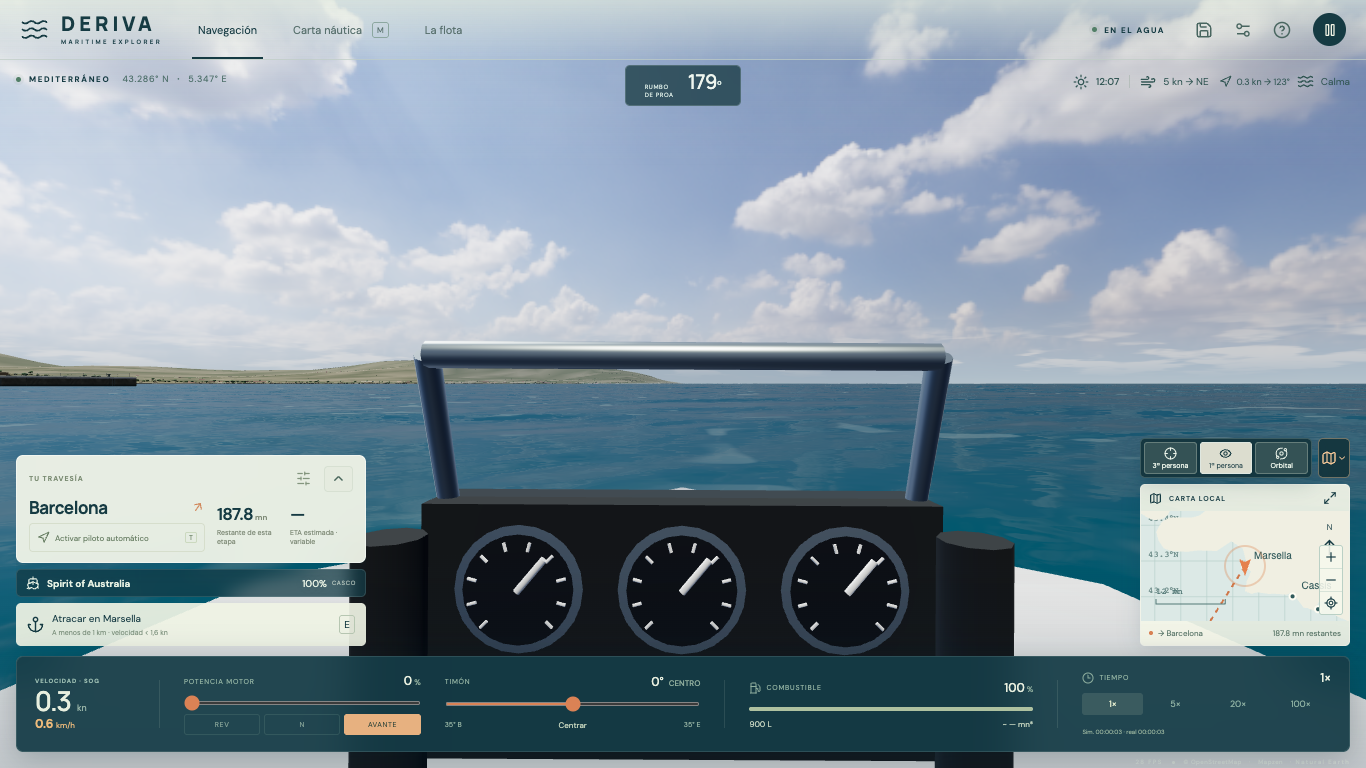 DERIVA
MARITIME EXPLORER
Navegación
Carta náutica M
La flota
EN EL AGUA
MEDITERRÁNEO 43.286° N · 5.347° E
RUMBO
DE PROA
179°
12:07
5 kn → NE
0.3 kn → 123°
Calma
TU TRAVESÍA
Barcelona
Activar piloto automático T
187.8 mn
Restante de esta
etapa
—
ETA estimada ·
variable
Spirit of Australia
100% CASCO
Atracar en Marsella
A menos de 1 km · velocidad < 1,6 kn
E
3ª persona
1ª persona
Orbital
CARTA LOCAL
N
43.3°N
Marsella
→ Barcelona
187.8 mn restantes
VELOCIDAD · SOG
0.3 kn
0.6 km/h
POTENCIA MOTOR
0 %
REV
N
AVANTE
TIMÓN
0° CENTRO
35° B
Centrar
35° E
COMBUSTIBLE
100 %
900 L
— — mn*
TIEMPO
1×
1×
5×
20×
100×
Sim. 00:00:03 · real 00:00:03